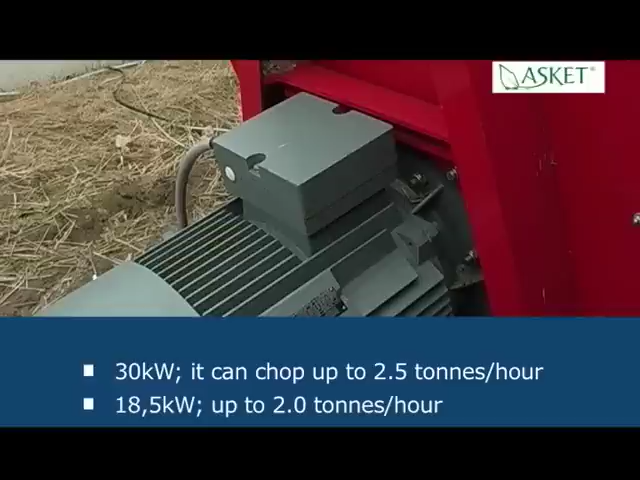 ASKET®
30kW; it can chop up to 2.5 tonnes/hour
18,5kW; up to 2.0 tonnes/hour